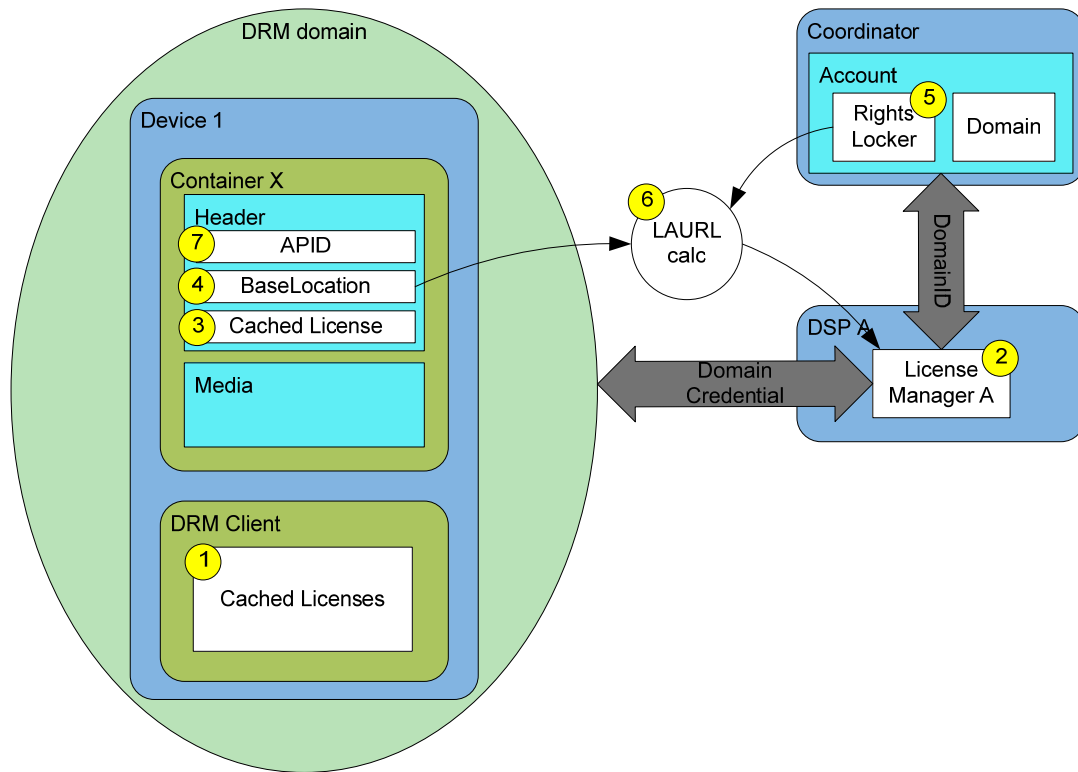 DRM domain
Device 1
Container X
Header
7
APID
4
BaseLocation
3
Cached License
Media
DRM Client
1
Cached Licenses
6
LAURL
calc
Coordinator
Account
5
Rights
Locker
Domain
DomainID
Domain
Credential
DSP A
2
License
Manager A